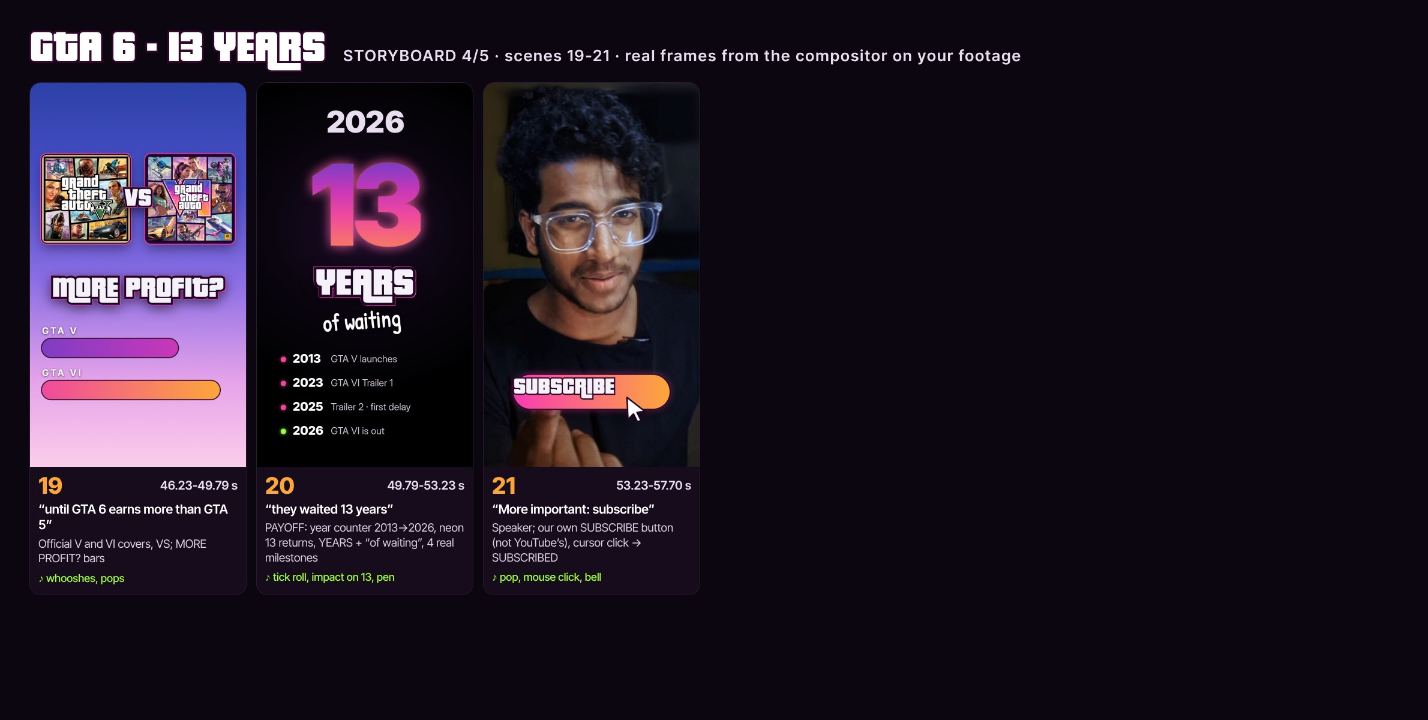 GTA 6 - 13 YEARS
STORYBOARD 4/5 · scenes 19-21 · real frames from the compositor on your footage
grand
theft
auto
V
VS
grand
theft
auto
VI
MORE PROFIT?
GTA V
GTA VI
19
46.23-49.79 s
“until GTA 6 earns more than GTA
5”
Official V and VI covers, VS; MORE
PROFIT? bars
♪ whooshes, pops
2026
13
YEARS
of waiting
2013 GTA V launches
2023 GTA VI Trailer 1
2025 Trailer 2 · first delay
2026 GTA VI is out
20
49.79-53.23 s
“they waited 13 years”
PAYOFF: year counter 2013→2026, neon
13 returns, YEARS + “of waiting”, 4 real
milestones
♪ tick roll, impact on 13, pen
SUBSCRIBE
21
53.23-57.70 s
“More important: subscribe”
Speaker; our own SUBSCRIBE button
(not YouTube’s), cursor click →
SUBSCRIBED
♪ pop, mouse click, bell